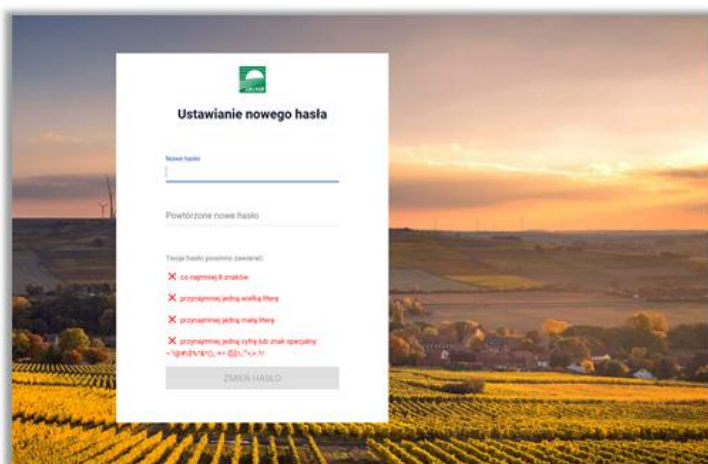 Ustawianie nowego hasła
Nowe hasło
Powtórzone nowe hasło
Twoje hasło powinno zawierać:
co najmniej 8 znaków
przynajmniej jedną wielką literę
przynajmniej jedną małą literę
przynajmniej jedną cyfrę lub znak specjalny:
ZMIEŃ HASŁO